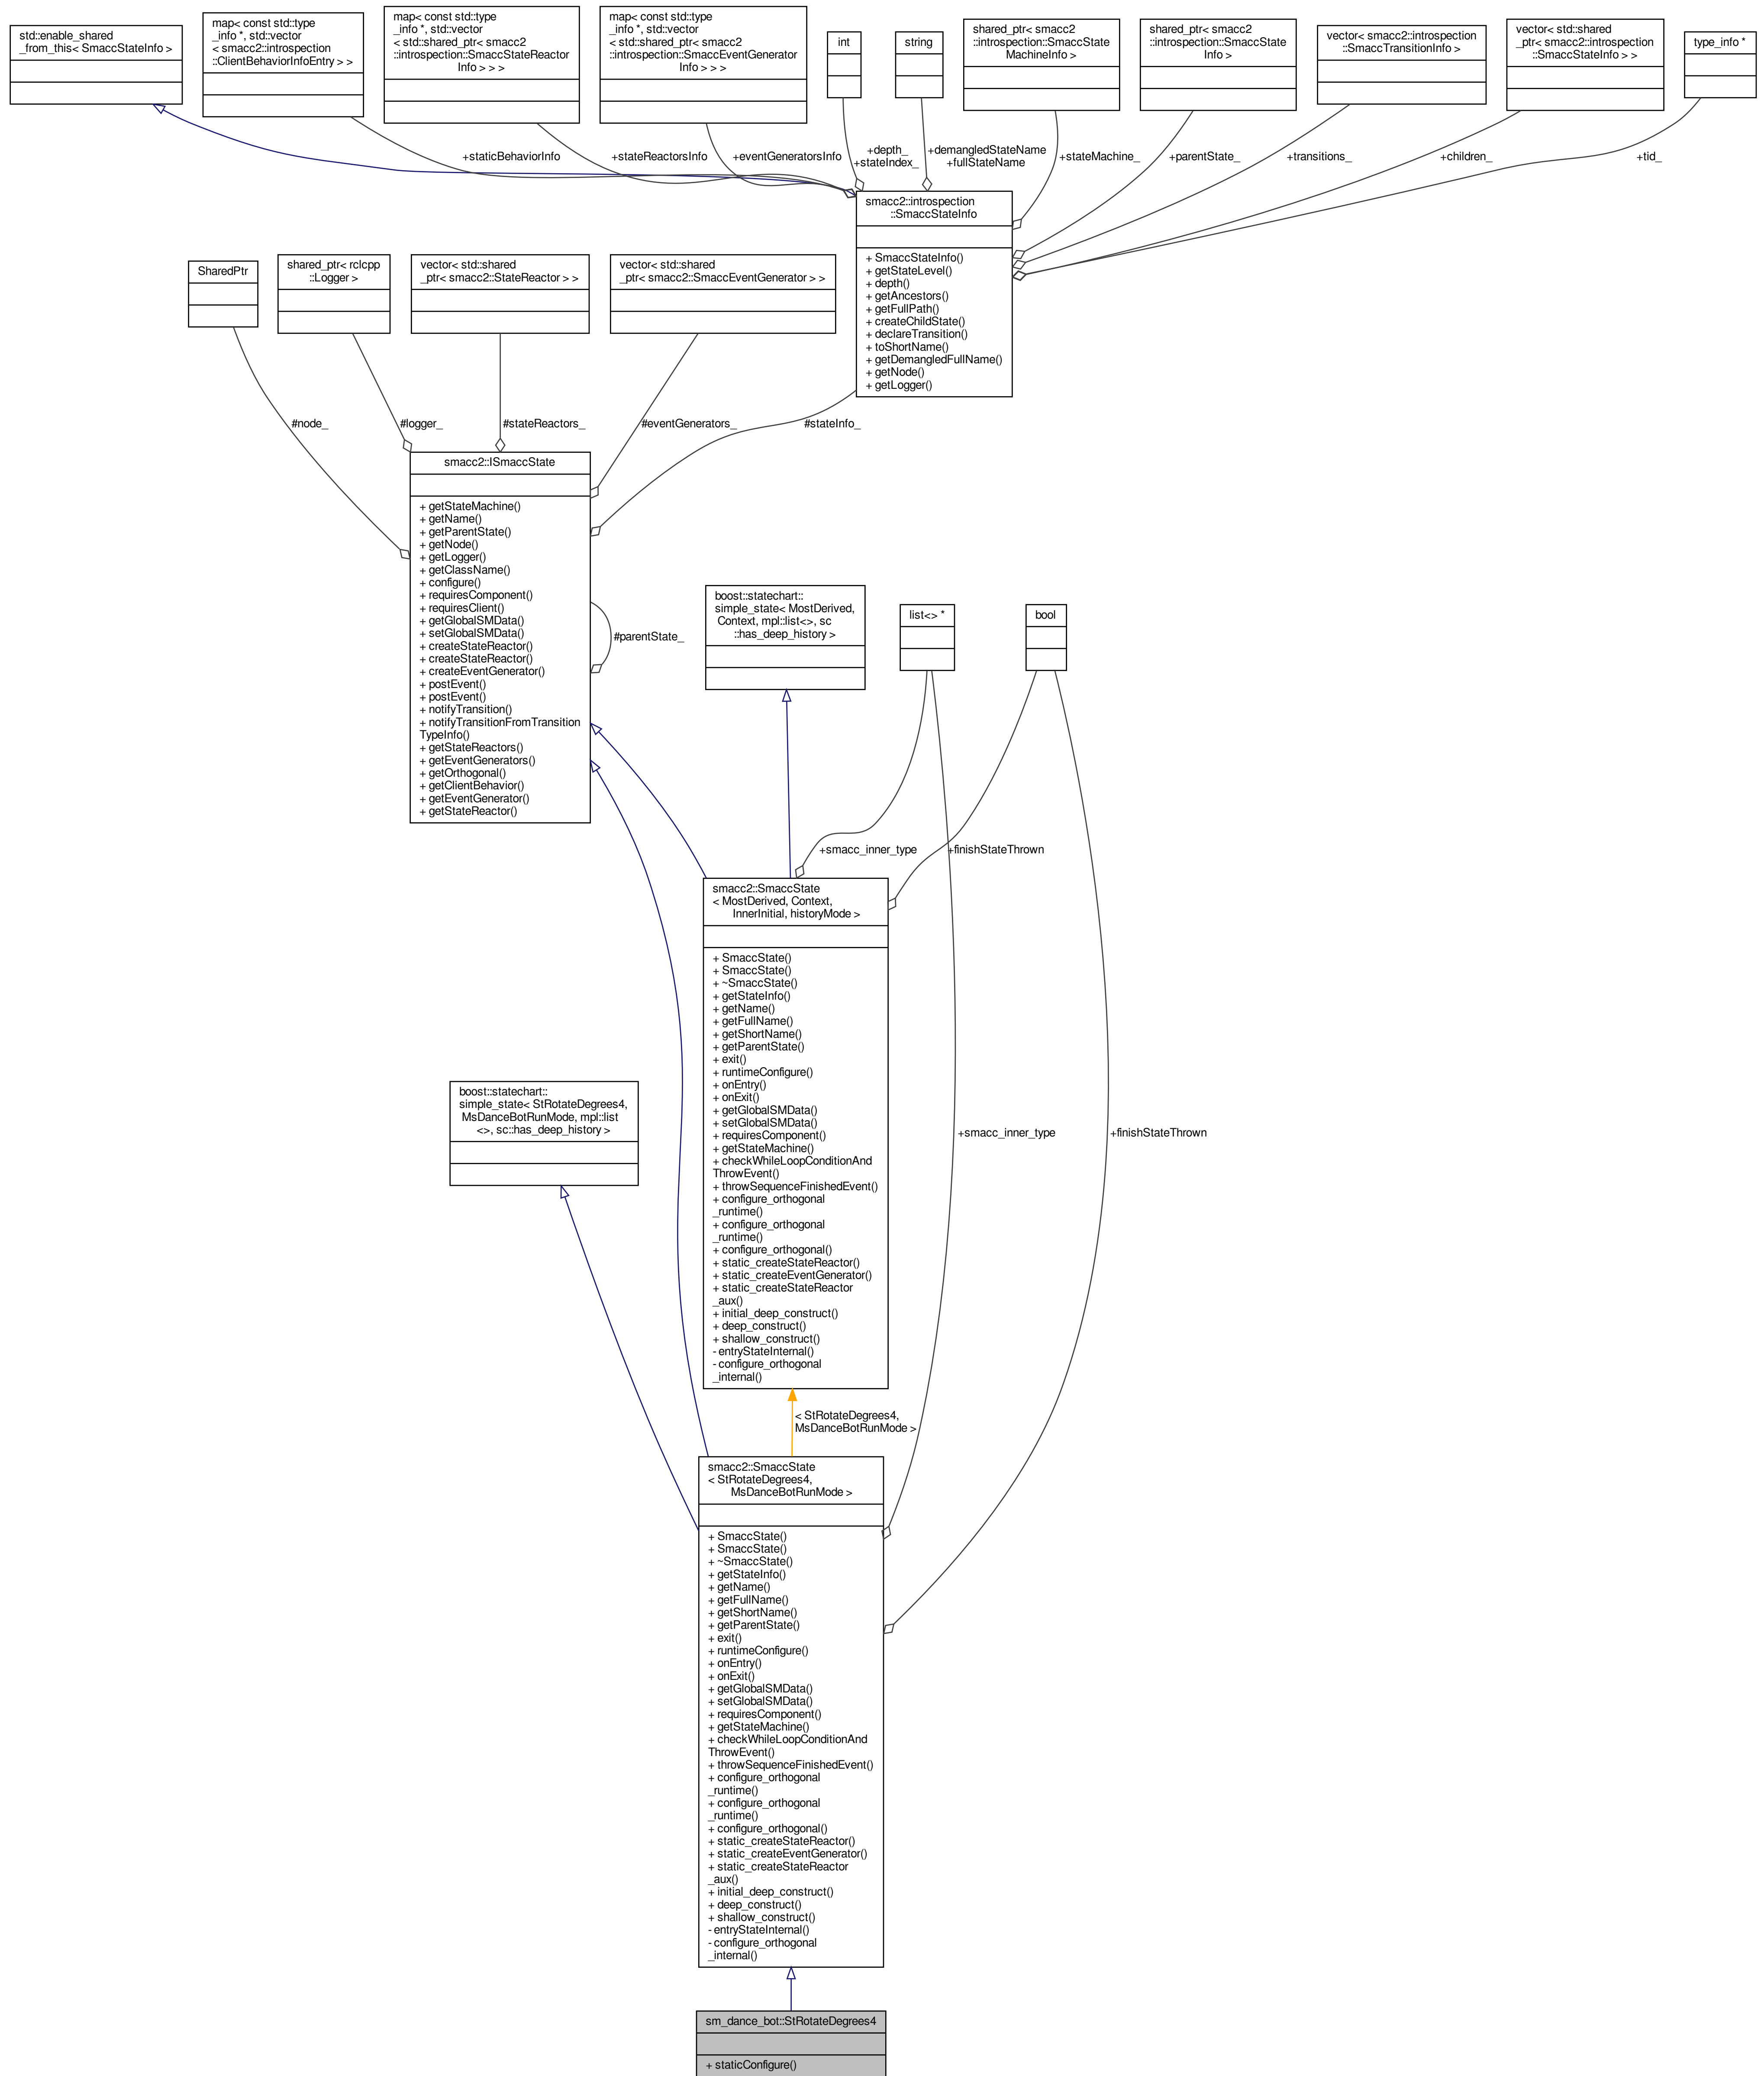 std::enable_shared
_from_this< SmaccStateInfo >
map< const std::type
_info *, std::vector
< smacc2::introspection
::ClientBehaviorInfoEntry > >
map< const std::type
_info *, std::vector
< std::shared_ptr< smacc2
::introspection::SmaccStateReactor
Info > > >
map< const std::type
_info *, std::vector
< std::shared_ptr< smacc2
::introspection::SmaccEventGenerator
Info > > >
int
string
shared_ptr< smacc2
::introspection::SmaccState
MachineInfo >
shared_ptr< smacc2
::introspection::SmaccState
Info >
vector< smacc2::introspection
::SmaccTransitionInfo >
vector< std::shared
_ptr< smacc2::introspection
::SmaccStateInfo > >
type_info *
+staticBehaviorInfo
+stateReactorsInfo
+eventGeneratorsInfo
+depth_
+stateIndex_
+demangledStateName
+fullStateName
+stateMachine_
+parentState_
+transitions_
+children_
+tid_
smacc2::introspection
::SmaccStateInfo
+ SmaccStateInfo()
+ getStateLevel()
+ depth()
+ getAncestors()
+ getFullPath()
+ createChildState()
+ declareTransition()
+ toShortName()
+ getDemangledFullName()
+ getNode()
+ getLogger()
SharedPtr
shared_ptr< rclcpp
::Logger >
vector< std::shared
_ptr< smacc2::StateReactor > >
vector< std::shared
_ptr< smacc2::SmaccEventGenerator > >
#node_
#logger_
#stateReactors_
#eventGenerators_
#stateInfo_
smacc2::ISmaccState
+ getStateMachine()
+ getName()
+ getParentState()
+ getNode()
+ getLogger()
+ getClassName()
+ configure()
+ requiresComponent()
+ requiresClient()
+ getGlobalSMData()
+ setGlobalSMData()
+ createStateReactor()
+ createStateReactor()
+ createEventGenerator()
+ postEvent()
+ postEvent()
+ notifyTransition()
+ notifyTransitionFromTransition
TypeInfo()
+ getStateReactors()
+ getEventGenerators()
+ getOrthogonal()
+ getClientBehavior()
+ getEventGenerator()
+ getStateReactor()
#parentState_
boost::statechart::
simple_state< MostDerived,
Context, mpl::list<>, sc
::has_deep_history >
list<> *
bool
+smacc_inner_type
+finishStateThrown
smacc2::SmaccState
< MostDerived, Context,
InnerInitial, historyMode >
+ SmaccState()
+ SmaccState()
+ ~SmaccState()
+ getStateInfo()
+ getName()
+ getFullName()
+ getShortName()
+ getParentState()
+ exit()
+ runtimeConfigure()
+ onEntry()
+ onExit()
+ getGlobalSMData()
+ setGlobalSMData()
+ requiresComponent()
+ getStateMachine()
+ checkWhileLoopConditionAnd
ThrowEvent()
+ throwSequenceFinishedEvent()
+ configure_orthogonal
_runtime()
+ configure_orthogonal
_runtime()
+ configure_orthogonal()
+ static_createStateReactor()
+ static_createEventGenerator()
+ static_createStateReactor
_aux()
+ initial_deep_construct()
+ deep_construct()
+ shallow_construct()
- entryStateInternal()
- configure_orthogonal
_internal()
boost::statechart::
simple_state< StRotateDegrees4,
MsDanceBotRunMode, mpl::list
<>, sc::has_deep_history >
+smacc_inner_type
+finishStateThrown
< StRotateDegrees4,
MsDanceBotRunMode >
smacc2::SmaccState
< StRotateDegrees4,
MsDanceBotRunMode >
+ SmaccState()
+ SmaccState()
+ ~SmaccState()
+ getStateInfo()
+ getName()
+ getFullName()
+ getShortName()
+ getParentState()
+ exit()
+ runtimeConfigure()
+ onEntry()
+ onExit()
+ getGlobalSMData()
+ setGlobalSMData()
+ requiresComponent()
+ getStateMachine()
+ checkWhileLoopConditionAnd
ThrowEvent()
+ throwSequenceFinishedEvent()
+ configure_orthogonal
_runtime()
+ configure_orthogonal
_runtime()
+ configure_orthogonal()
+ static_createStateReactor()
+ static_createEventGenerator()
+ static_createStateReactor
_aux()
+ initial_deep_construct()
+ deep_construct()
+ shallow_construct()
- entryStateInternal()
- configure_orthogonal
_internal()
sm_dance_bot::StRotateDegrees4
+ staticConfigure()